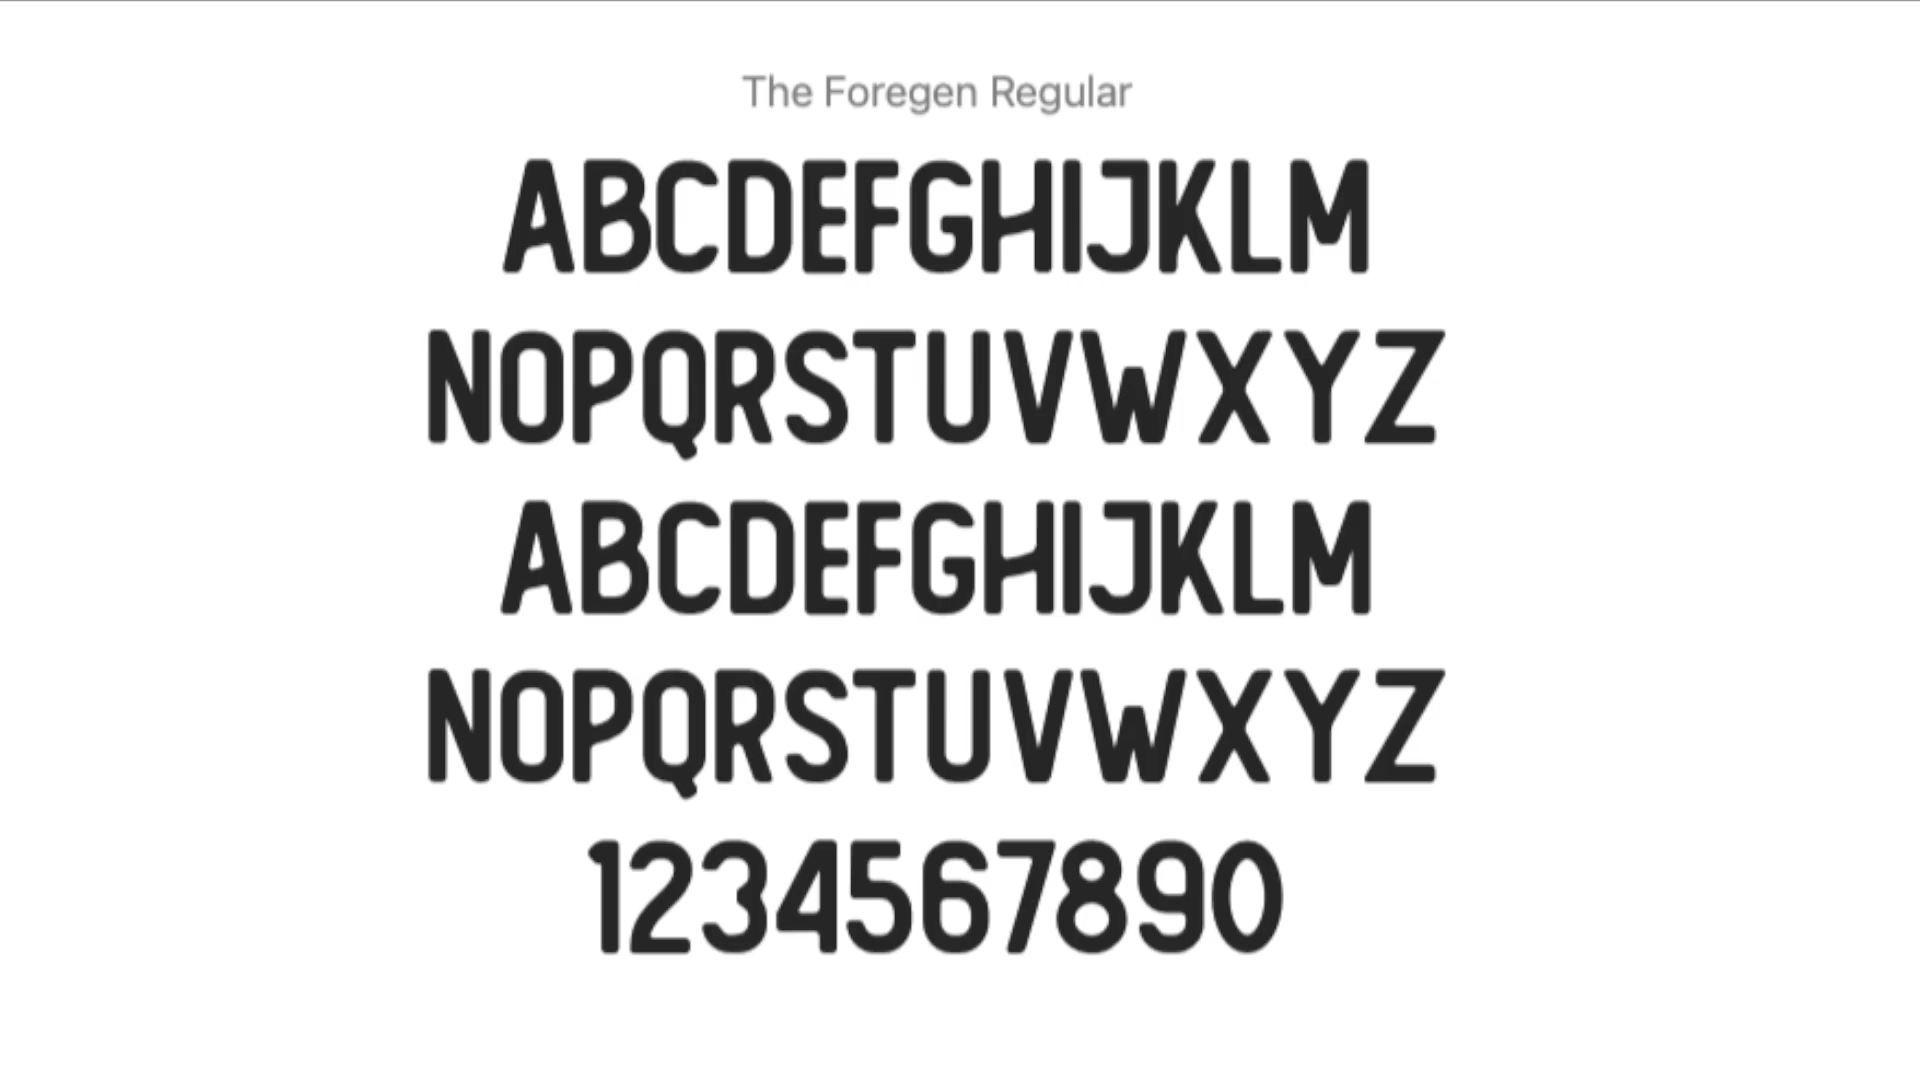 The Foregen Regular
ABCDEFGHIJKLM
NOPQRSTUVWXYZ
ABCDEFGHIJKLM
NOPQRSTUVWXYZ
1234567890